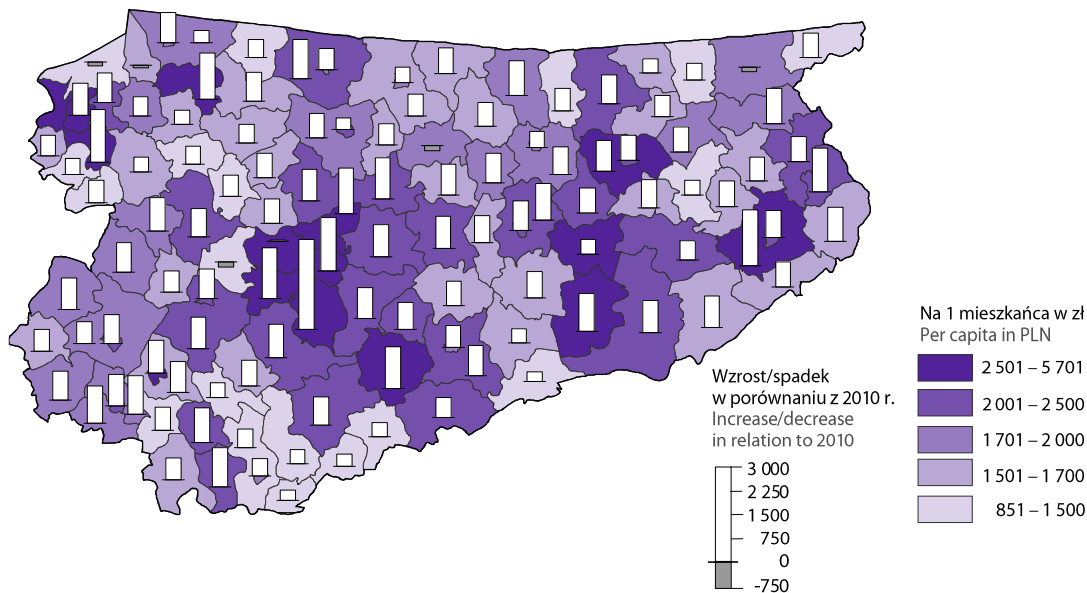 Na 1 mieszkańca w zł
Per capita in PLN
2 501 – 5 701
2 001 – 2 500
1 701 – 2 000
1 501 – 1 700
851 – 1 500
Wzrost/spadek
w porównaniu z 2010 r.
Increase/decrease
in relation to 2010
3 000
2 250
1 500
750
0
-750